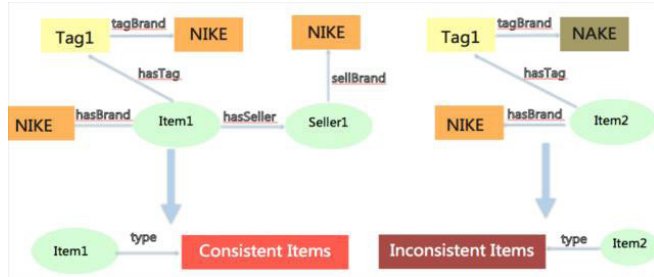 Tag1 tagBrand NIKE
NIKE
Tag1 tagBrand NAKE
hasTag
sellBrand
hasTag
NIKE hasBrand Item1 hasSeller Seller1
NIKE hasBrand Item2
Item1 type Consistent Items
Inconsistent Items type Item2